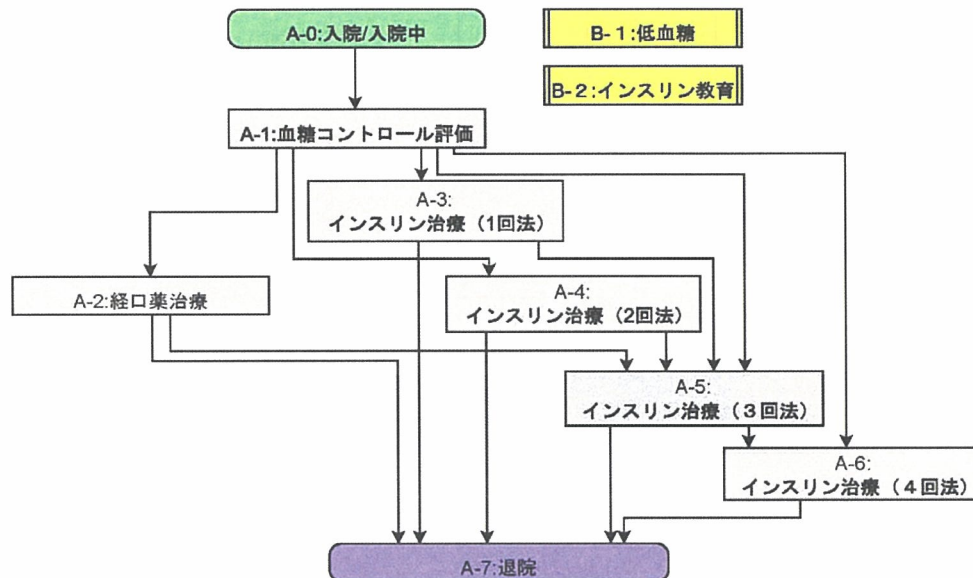 A-0:入院/入院中
B-1:低血糖
B-2:インスリン教育
A-1:血糖コントロール評価
A-3:
インスリン治療(1回法)
A-2:経口薬治療
A-4:
インスリン治療(2回法)
A-5:
インスリン治療(3回法)
A-6:
インスリン治療(4回法)
A-7:退院